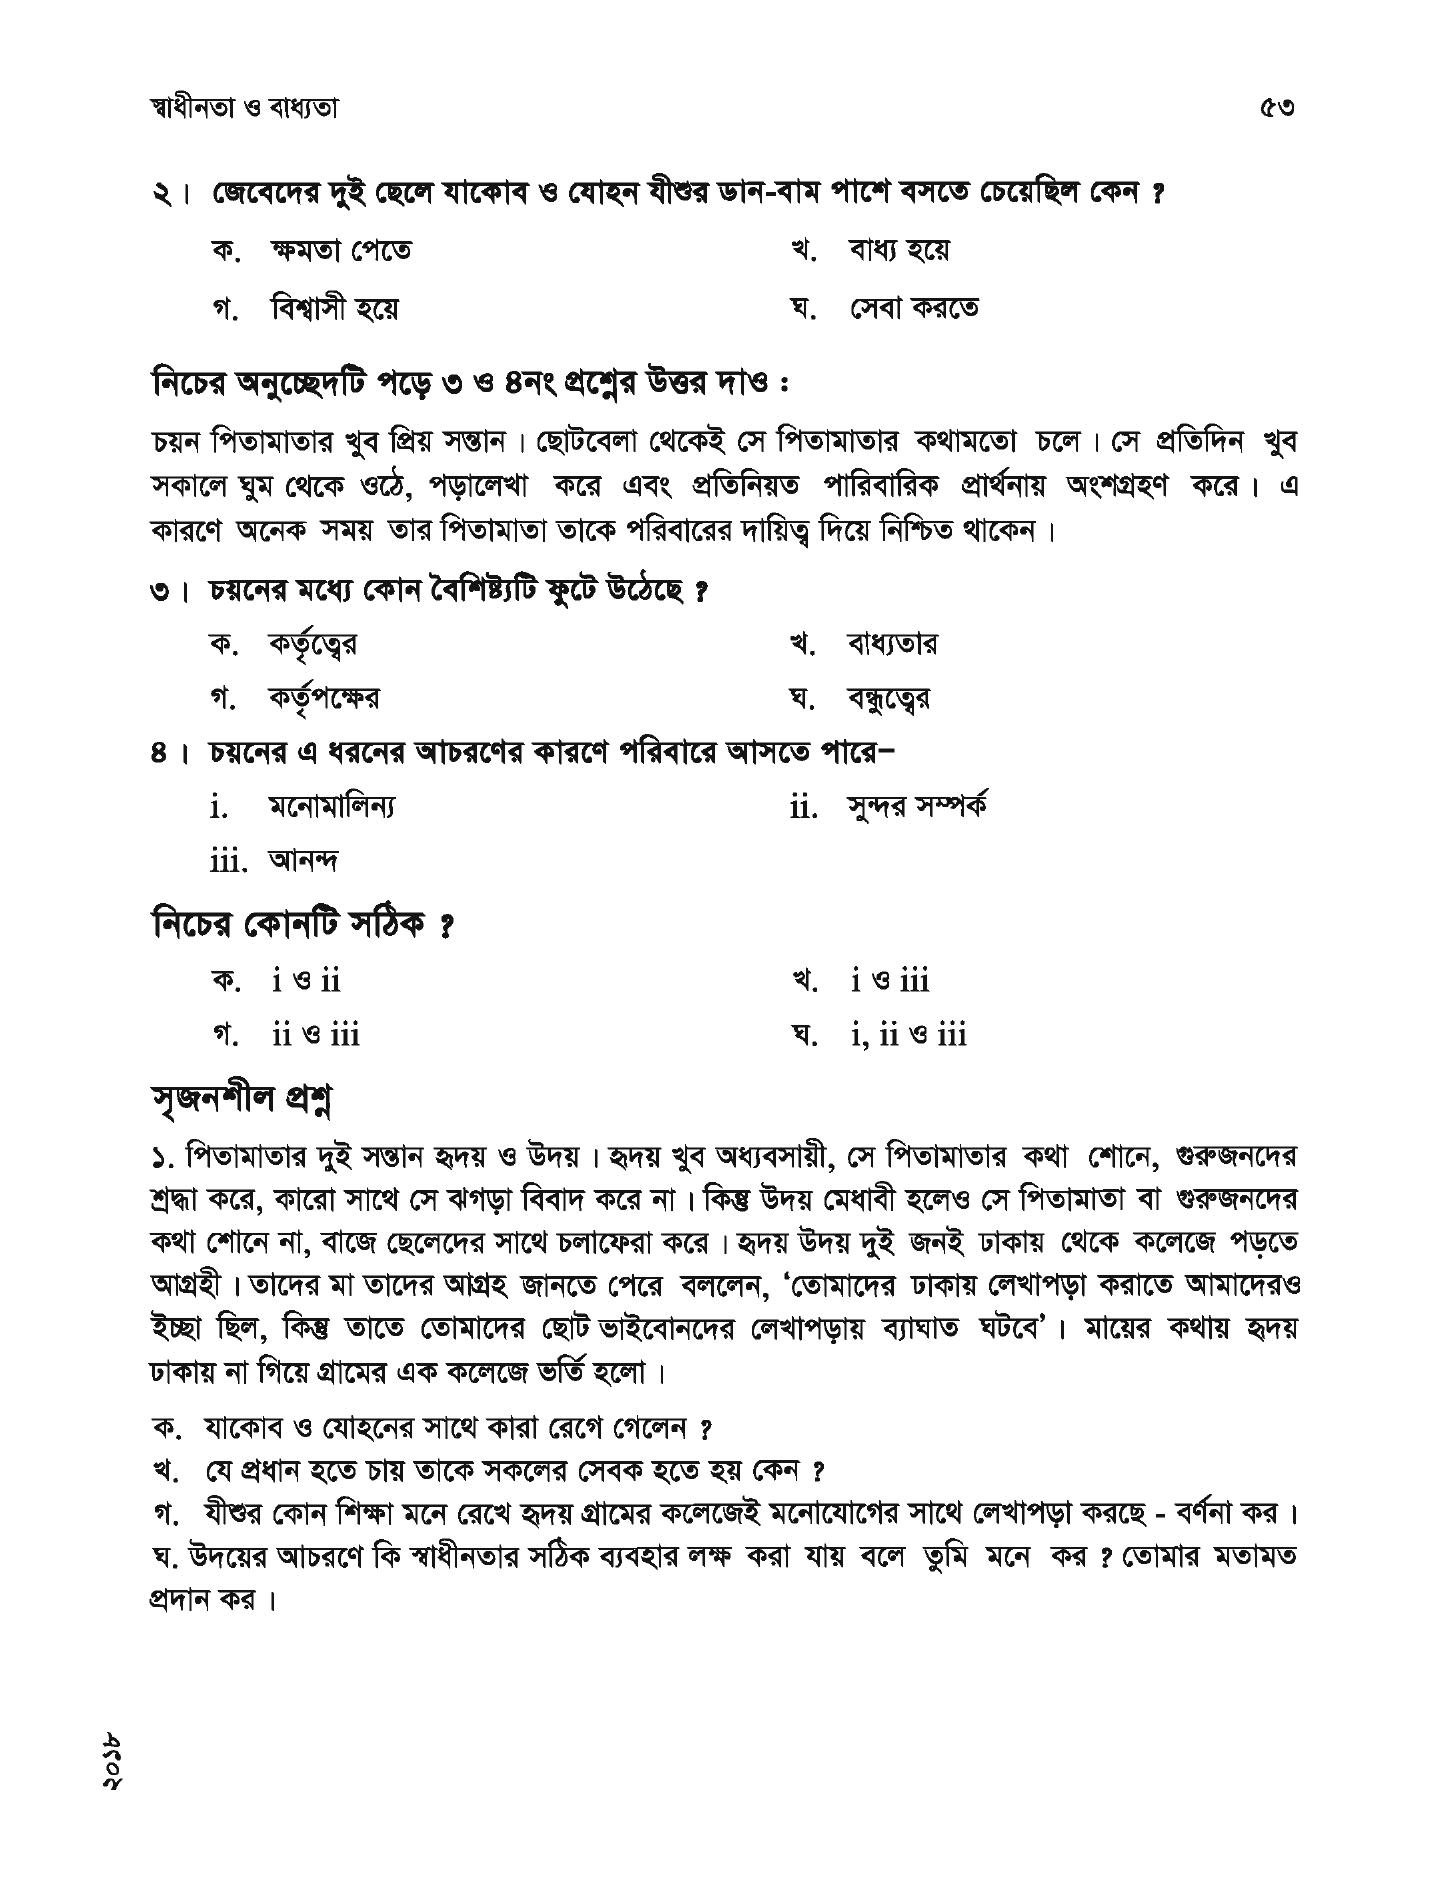 স্বাধীনতা ও বাধ্যতা ৫৩
২। জেবেদের দুই ছেলে যাকোব ও যোহন যীশুর ডান-বাম পাশে বসতে চেয়েছিল কেন ?
ক. ক্ষমতা পেতে খ. বাধ্য হয়ে
গ. বিশ্বাসী হয়ে ঘ. সেবা করতে
নিচের অনুচ্ছেদটি পড়ে ৩ ও ৪নং প্রশ্নের উত্তর দাও :
চয়ন পিতামাতার খুব প্রিয় সন্তান। ছোটবেলা থেকেই সে পিতামাতার কথামতো চলে। সে প্রতিদিন খুব
সকালে ঘুম থেকে ওঠে, পড়ালেখা করে এবং প্রতিনিয়ত পারিবারিক প্রার্থনায় অংশগ্রহণ করে। এ
কারণে অনেক সময় তার পিতামাতা তাকে পরিবারের দায়িত্ব দিয়ে নিশ্চিত থাকেন।
৩। চয়নের মধ্যে কোন বৈশিষ্ট্যটি ফুটে উঠেছে ?
ক. কর্তৃত্বের খ. বাধ্যতার
গ. কর্তৃপক্ষের ঘ. বন্ধুত্বের
৪। চয়নের এ ধরনের আচরণের কারণে পরিবারে আসতে পারে–
i. মনোমালিন্য ii. সুন্দর সম্পর্ক
iii. আনন্দ
নিচের কোনটি সঠিক ?
ক. i ও ii খ. i ও iii
গ. ii ও iii ঘ. i, ii ও iii
সৃজনশীল প্রশ্ন
১. পিতামাতার দুই সন্তান হৃদয় ও উদয়। হৃদয় খুব অধ্যবসায়ী, সে পিতামাতার কথা শোনে, গুরুজনদের
শ্রদ্ধা করে, কারো সাথে সে ঝগড়া বিবাদ করে না। কিন্তু উদয় মেধাবী হলেও সে পিতামাতা বা গুরুজনদের
কথা শোনে না, বাজে ছেলেদের সাথে চলাফেরা করে। হৃদয় উদয় দুই জনই ঢাকায় থেকে কলেজে পড়তে
আগ্রহী। তাদের মা তাদের আগ্রহ জানতে পেরে বললেন, ‘তোমাদের ঢাকায় লেখাপড়া করাতে আমাদেরও
ইচ্ছা ছিল, কিন্তু তাতে তোমাদের ছোট ভাইবোনদের লেখাপড়ায় ব্যাঘাত ঘটবে’। মায়ের কথায় হৃদয়
ঢাকায় না গিয়ে গ্রামের এক কলেজে ভর্তি হলো।
ক. যাকোব ও যোহনের সাথে কারা রেগে গেলেন ?
খ. যে প্রধান হতে চায় তাকে সকলের সেবক হতে হয় কেন ?
গ. যীশুর কোন শিক্ষা মনে রেখে হৃদয় গ্রামের কলেজেই মনোযোগের সাথে লেখাপড়া করছে - বর্ণনা কর।
ঘ. উদয়ের আচরণে কি স্বাধীনতার সঠিক ব্যবহার লক্ষ করা যায় বলে তুমি মনে কর ? তোমার মতামত
প্রদান কর।
২০১৮